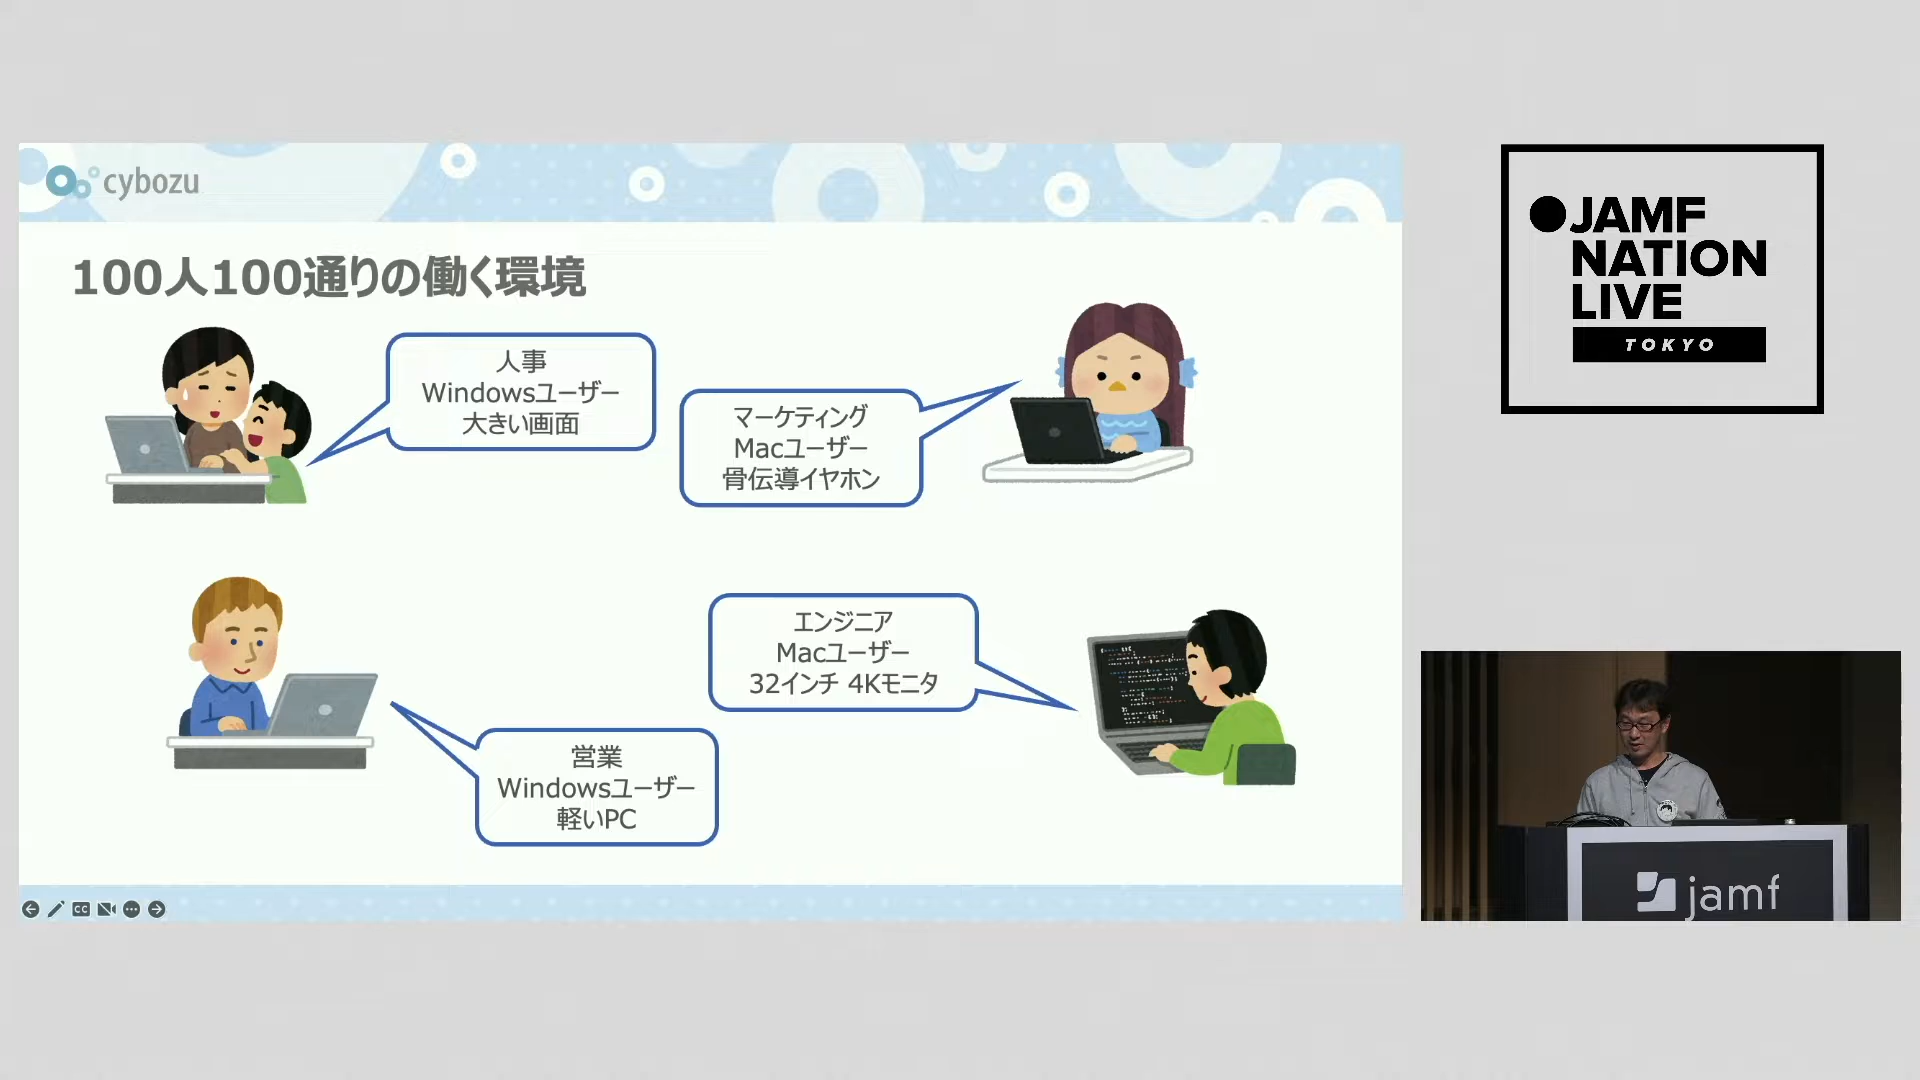 cybozu
100人100通りの働く環境
人事
Windowsユーザー
大きい画面
マーケティング
Macユーザー
骨伝導イヤホン
エンジニア
Macユーザー
32インチ 4Kモニタ
営業
Windowsユーザー
軽いPC
CC
JAMF
NATION
LIVE
TOKYO
jamf